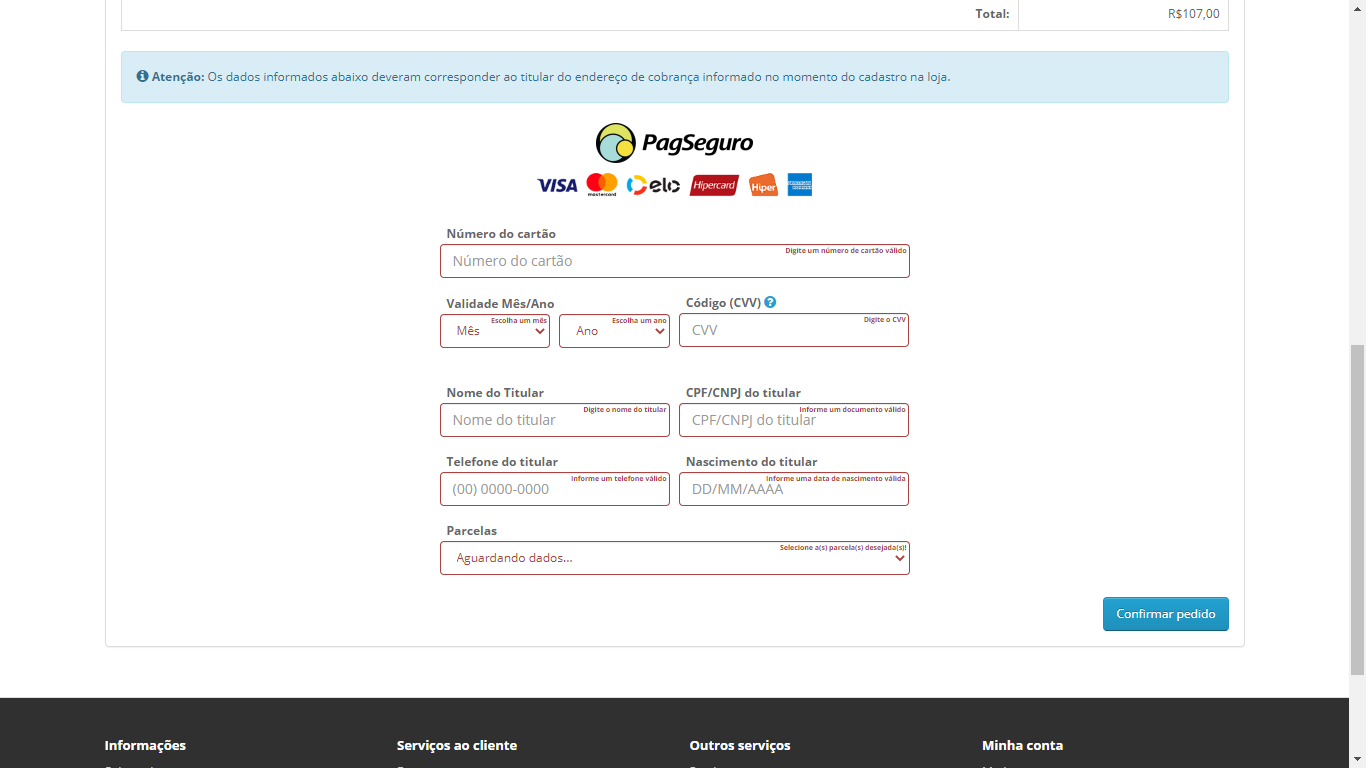 Total: R$107,00
Atenção: Os dados informados abaixo deveram corresponder ao titular do endereço de cobrança informado no momento do cadastro na loja.
PagSeguro
VISA mastercard elo Hipercard Hiper
Número do cartão
Digite um número de cartão válido
Número do cartão
Validade Mês/Ano
Código (CVV) ?
Escolha um mês
Mês
Escolha um ano
Ano
Digite o CVV
CVV
Nome do Titular
CPF/CNPJ do titular
Digite o nome do titular
Nome do titular
Informe um documento válido
CPF/CNPJ do titular
Telefone do titular
Nascimento do titular
Informe um telefone válido
(00) 0000-0000
Informe uma data de nascimento válida
DD/MM/AAAA
Parcelas
Selecione a(s) parcela(s) desejada(s)!
Aguardando dados...
Confirmar pedido
Informações
Serviços ao cliente
Outros serviços
Minha conta